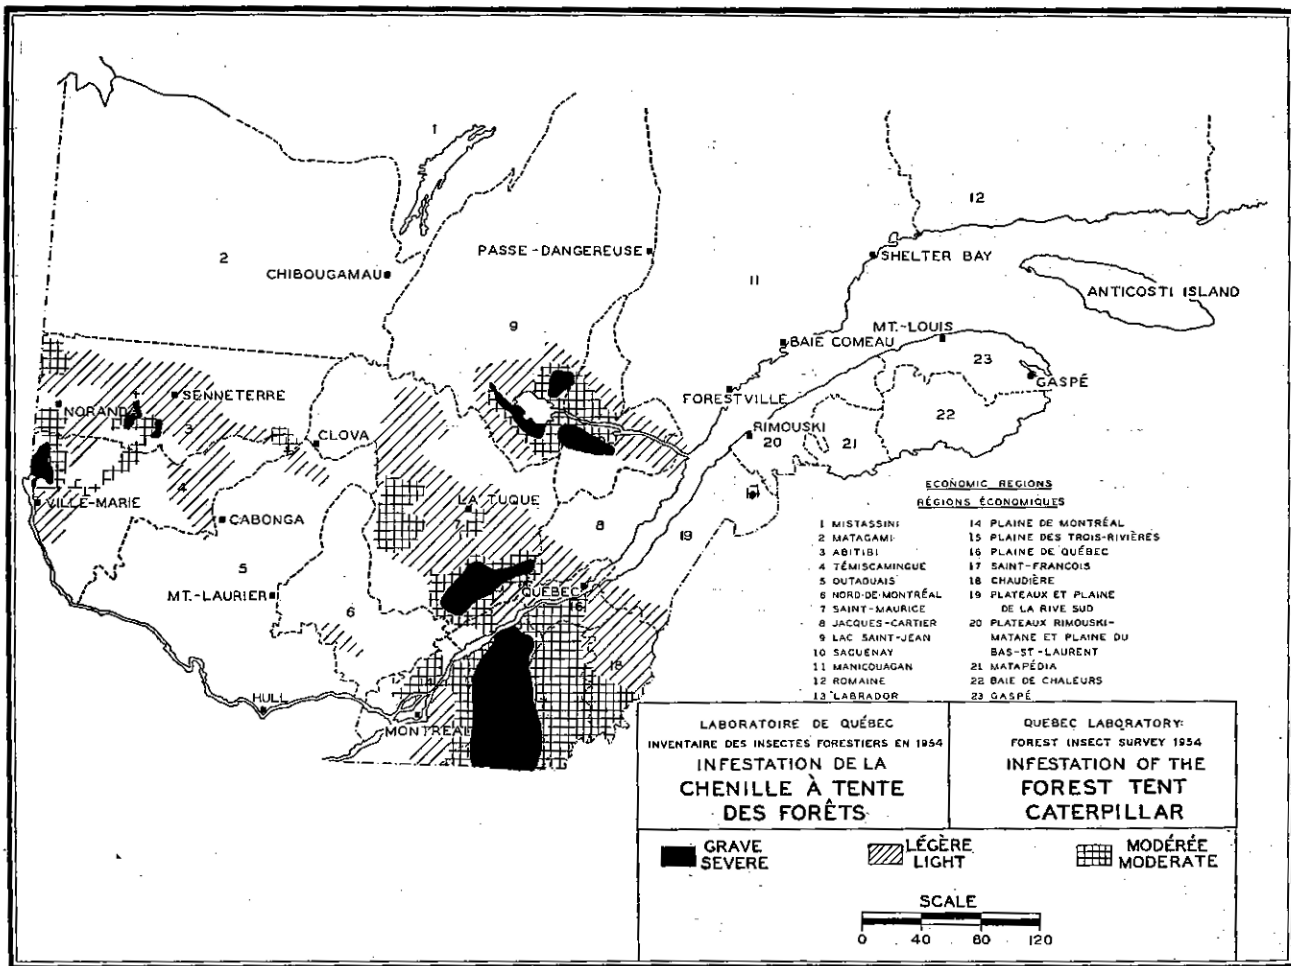 1
12
2
PASSE-DANGEREUSE
SHELTER BAY
CHIBOUGAMAU
11
ANTICOSTI ISLAND
9
MT.-LOUIS
BAIE COMEAU
23
GASPÉ
SENNETERRE
FORESTVILLE
NORANDA
22
3
CLOVA
RIMOUSKI
20
21
4
VILLE-MARIE
LA TUQUE
CABONGA
7
8
19
5
MT.-LAURIER
QUÉBEC
16
6
18
14
HULL
MONTRÉAL
ECONOMIC REGIONS
RÉGIONS ÉCONOMIQUES
1 MISTASSINI
2 MATAGAMI
3 ABITIBI
4 TÉMISCAMINGUE
5 OUTAOUAIS
6 NORD-DE-MONTRÉAL
7 SAINT-MAURICE
8 JACQUES-CARTIER
9 LAC SAINT-JEAN
10 SAGUENAY
11 MANICOUAGAN
12 ROMAINE
13 LABRADOR
14 PLAINE DE MONTRÉAL
15 PLAINE DES TROIS-RIVIÈRES
16 PLAINE DE QUÉBEC
17 SAINT-FRANCOIS
18 CHAUDIÈRE
19 PLATEAUX ET PLAINE
DE LA RIVE SUD
20 PLATEAUX RIMOUSKI-
MATANE ET PLAINE DU
BAS-ST-LAURENT
21 MATAPÉDIA
22 BAIE DE CHALEURS
23 GASPÉ
LABORATOIRE DE QUÉBEC
INVENTAIRE DES INSECTES FORESTIERS EN 1954
INFESTATION DE LA
CHENILLE À TENTE
DES FORÊTS
QUEBEC LABORATORY:
FOREST INSECT SURVEY 1954
INFESTATION OF THE
FOREST TENT
CATERPILLAR
GRAVE
SEVERE
LÉGÈRE
LIGHT
MODÉRÉE
MODERATE
SCALE
0 40 80 120